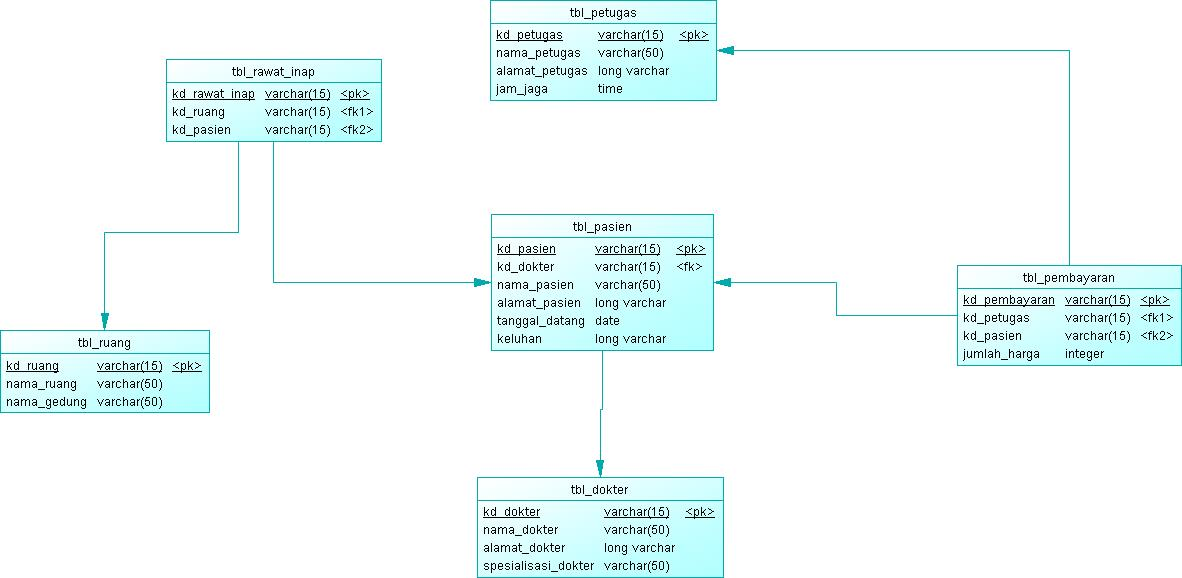 tbl_petugas
kd_petugas varchar(15) <pk>
nama_petugas varchar(50)
alamat_petugas long varchar
jam_jaga time
tbl_rawat_inap
kd_rawat_inap varchar(15) <pk>
kd_ruang varchar(15) <fk1>
kd_pasien varchar(15) <fk2>
tbl_pasien
kd_pasien varchar(15) <pk>
kd_dokter varchar(15) <fk>
nama_pasien varchar(50)
alamat_pasien long varchar
tanggal_datang date
keluhan long varchar
tbl_pembayaran
kd_pembayaran varchar(15) <pk>
kd_petugas varchar(15) <fk1>
kd_pasien varchar(15) <fk2>
jumlah_harga integer
tbl_ruang
kd_ruang varchar(15) <pk>
nama_ruang varchar(50)
nama_gedung varchar(50)
tbl_dokter
kd_dokter varchar(15) <pk>
nama_dokter varchar(50)
alamat_dokter long varchar
spesialisasi_dokter varchar(50)